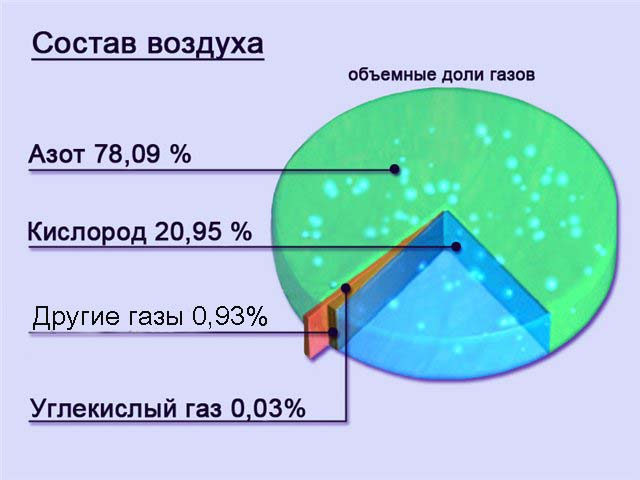 Состав воздуха
объемные доли газов
Азот 78,09 %
Кислород 20,95 %
Другие газы 0,93%
Углекислый газ 0,03%